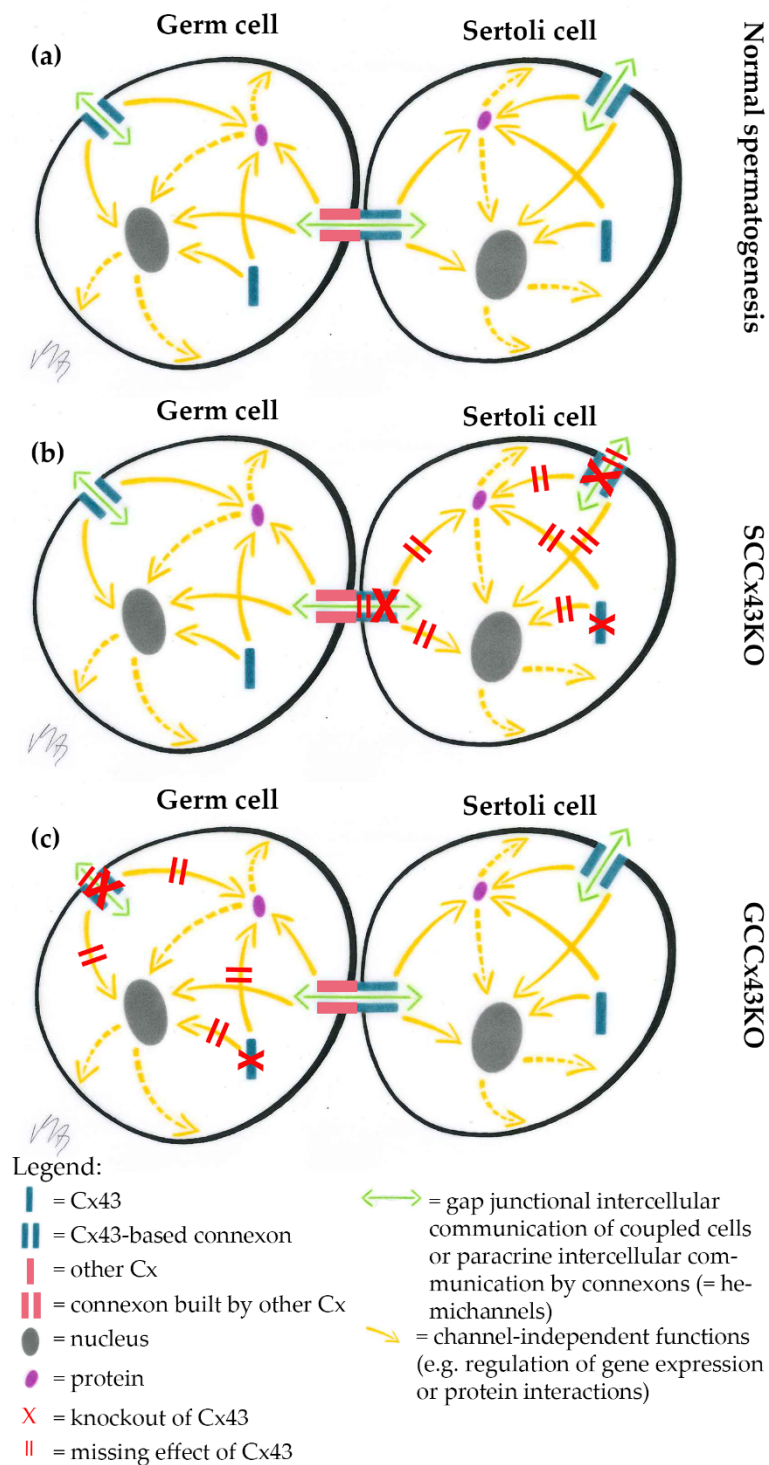 Germ cell
Sertoli cell
(a)
Normal spermatogenesis
Germ cell
Sertoli cell
(b)
SCCx43KO
Germ cell
Sertoli cell
(c)
GCCx43KO
Legend:
= Cx43
= Cx43-based connexon
= other Cx
= connexon built by other Cx
= nucleus
= protein
X = knockout of Cx43
|| = missing effect of Cx43
= gap junctional intercellular
communication of coupled cells
or paracrine intercellular com-
munication by connexons (= he-
michannels)
= channel-independent functions
(e.g. regulation of gene expression
or protein interactions)